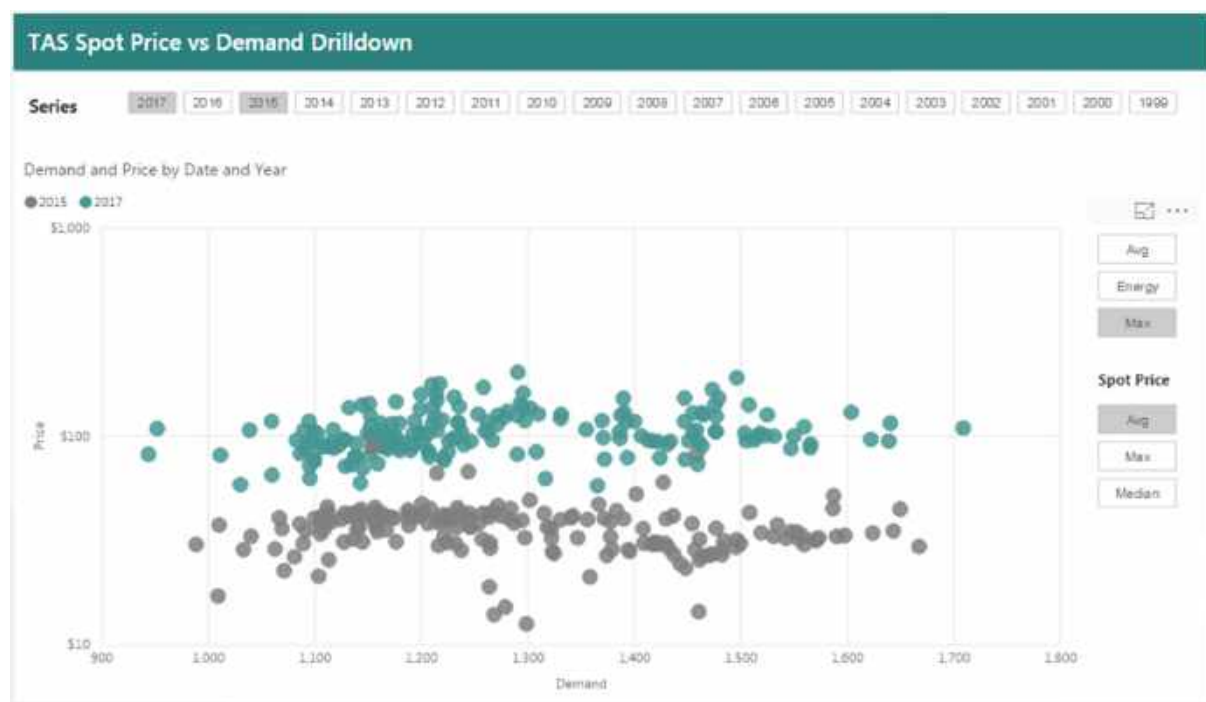 TAS Spot Price vs Demand Drilldown
Series 2017 2016 2015 2014 2013 2012 2011 2010 2009 2008 2007 2006 2005 2004 2003 2002 2001 2000 1999
Demand and Price by Date and Year
2015 2017
$1,000
Avg
Energy
Max
Spot Price
Avg
$100
Price
Max
Median
$10
900 1,000 1,100 1,200 1,300 1,400 1,500 1,600 1,700 1,800
Demand